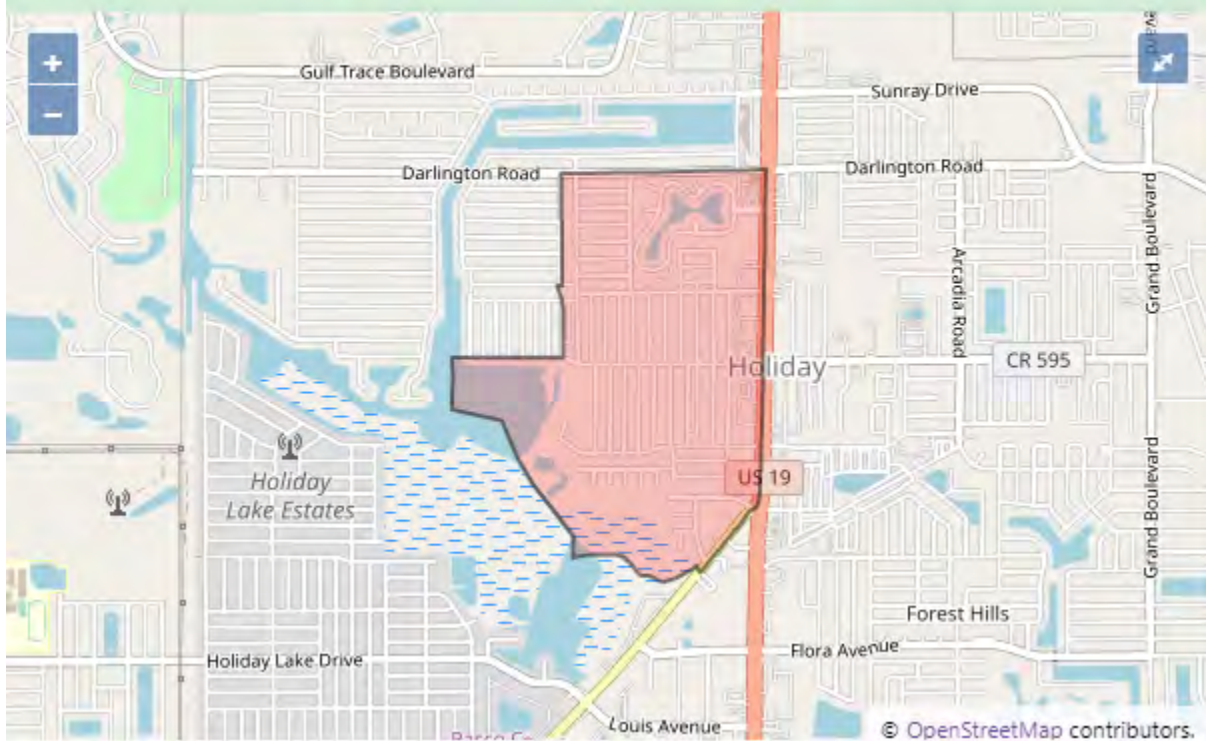 evard
+
Gulf Trace Boulevard
−
Sunray Drive
Darlington Road
Darlington Road
Grand Boulevard
Arcadia Road
Holiday
CR 595
US 19
Holiday
Lake Estates
Grand Boulevard
Forest Hills
Flora Avenue
Holiday Lake Drive
Louis Avenue
© OpenStreetMap contributors.